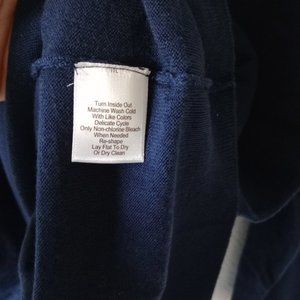 Turn Inside Out
Machine Wash Cold
With Like Colors
Delicate Cycle
Only Non-chlorine Bleach
When Needed
Re-shape
Lay Flat To Dry
Or Dry Clean